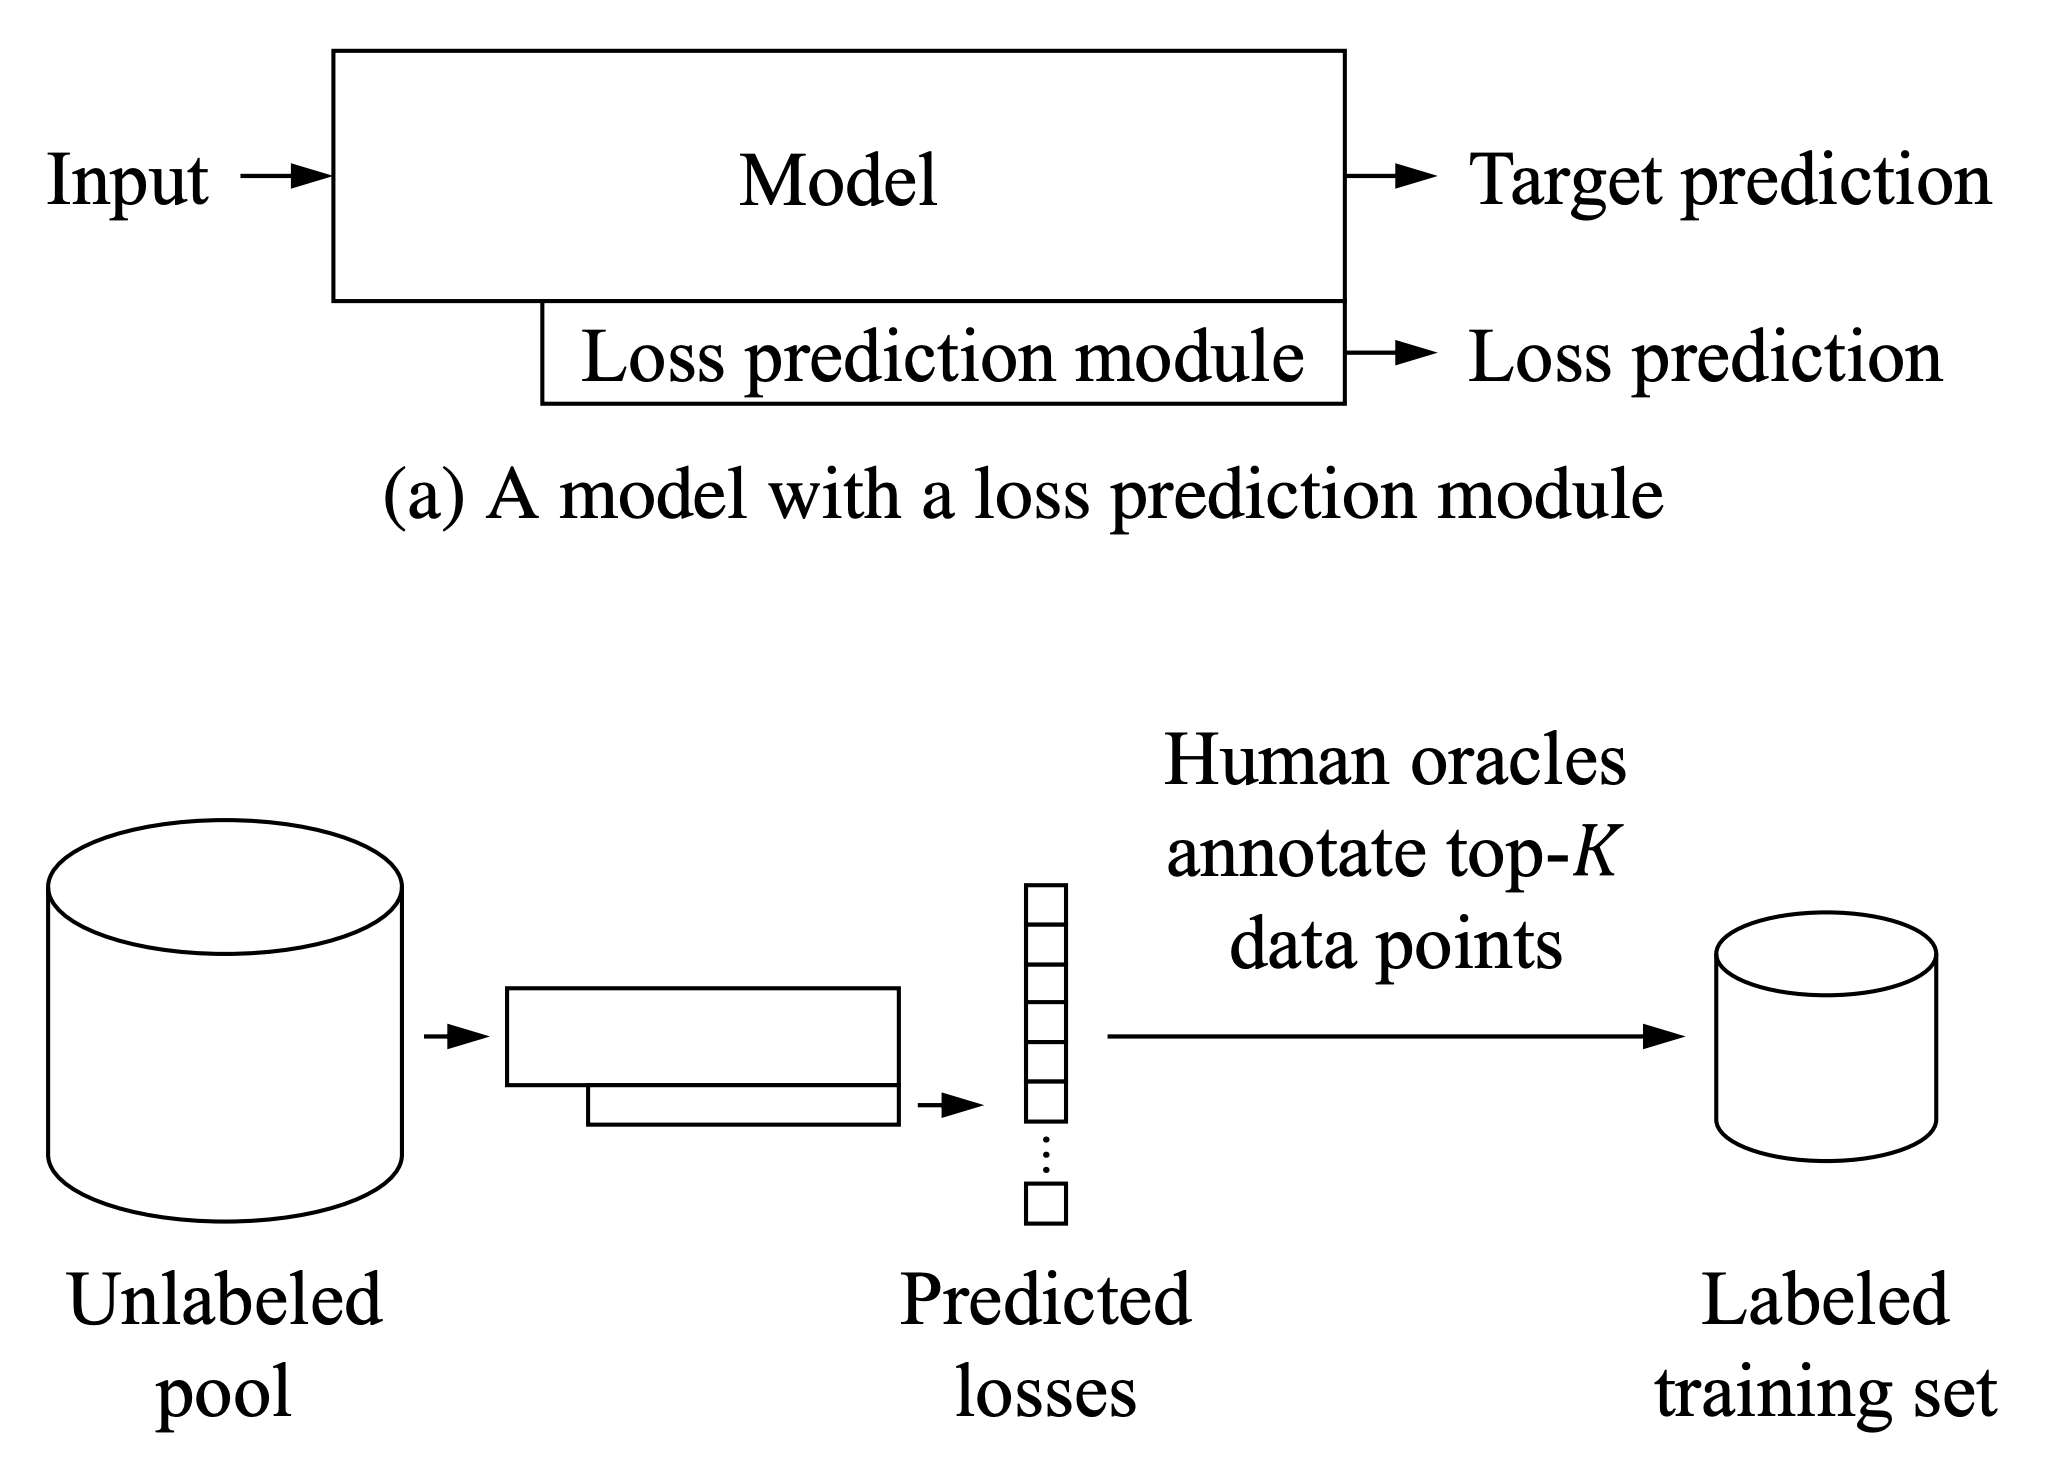 Input
Model
Target prediction
Loss prediction module
Loss prediction
(a) A model with a loss prediction module
Human oracles
annotate top-K
data points
Unlabeled
pool
Predicted
losses
Labeled
training set